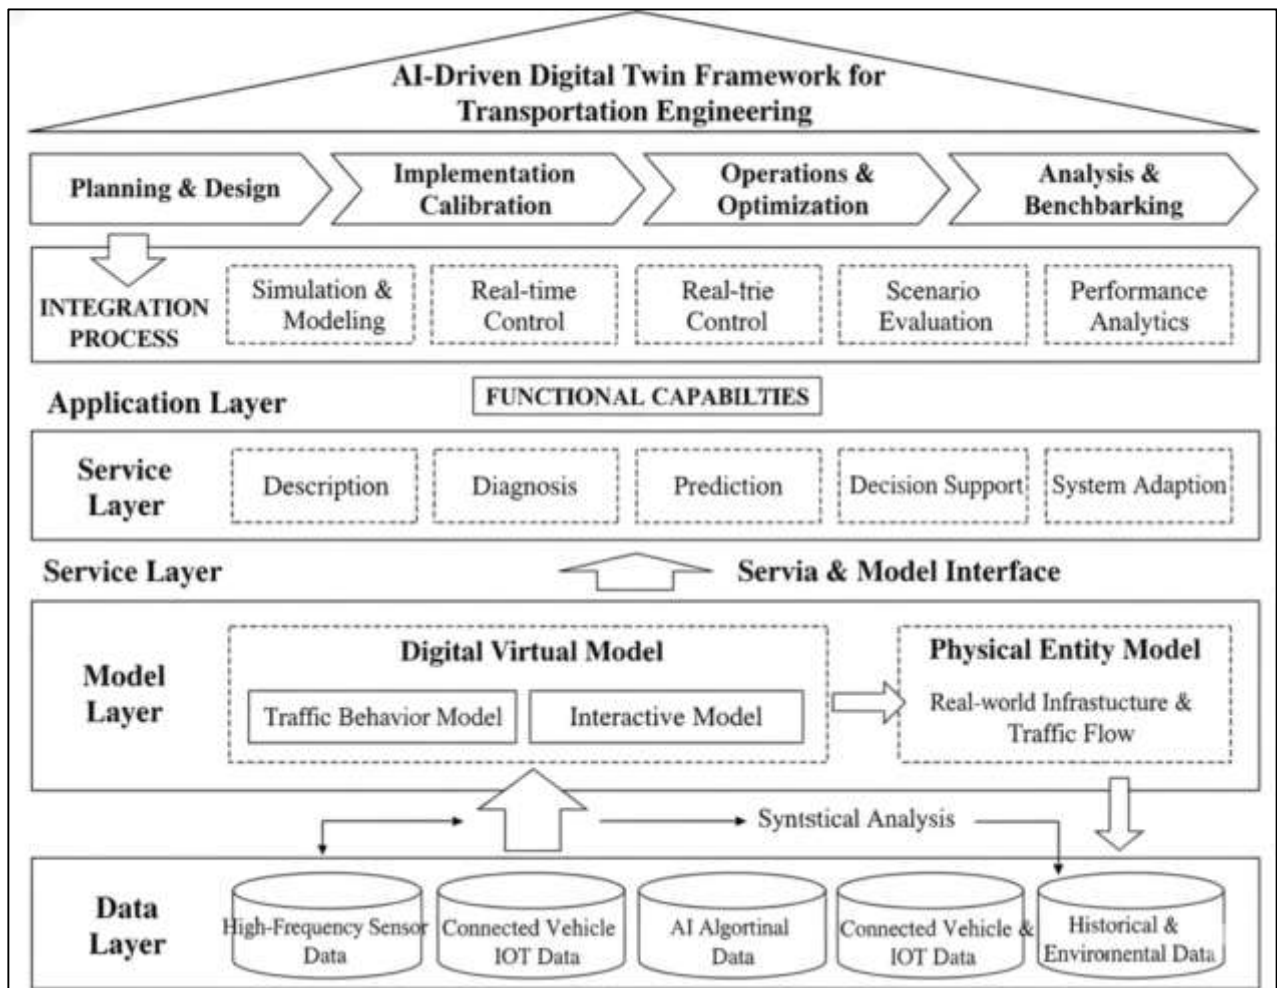 AI-Driven Digital Twin Framework for
Transportation Engineering
Planning & Design
Implementation
Calibration
Operations &
Optimization
Analysis &
Benchbarking
INTEGRATION
PROCESS
Simulation &
Modeling
Real-time
Control
Real-trie
Control
Scenario
Evaluation
Performance
Analytics
Application Layer
FUNCTIONAL CAPABILTIES
Service
Layer
Description
Diagnosis
Prediction
Decision Support
System Adaption
Service Layer
Servia & Model Interface
Model
Layer
Digital Virtual Model
Traffic Behavior Model
Interactive Model
Physical Entity Model
Real-world Infrastucture &
Traffic Flow
Syntstical Analysis
Data
Layer
High-Frequency Sensor
Data
Connected Vehicle
IOT Data
AI Algortinal
Data
Connected Vehicle &
IOT Data
Historical &
Enviromental Data